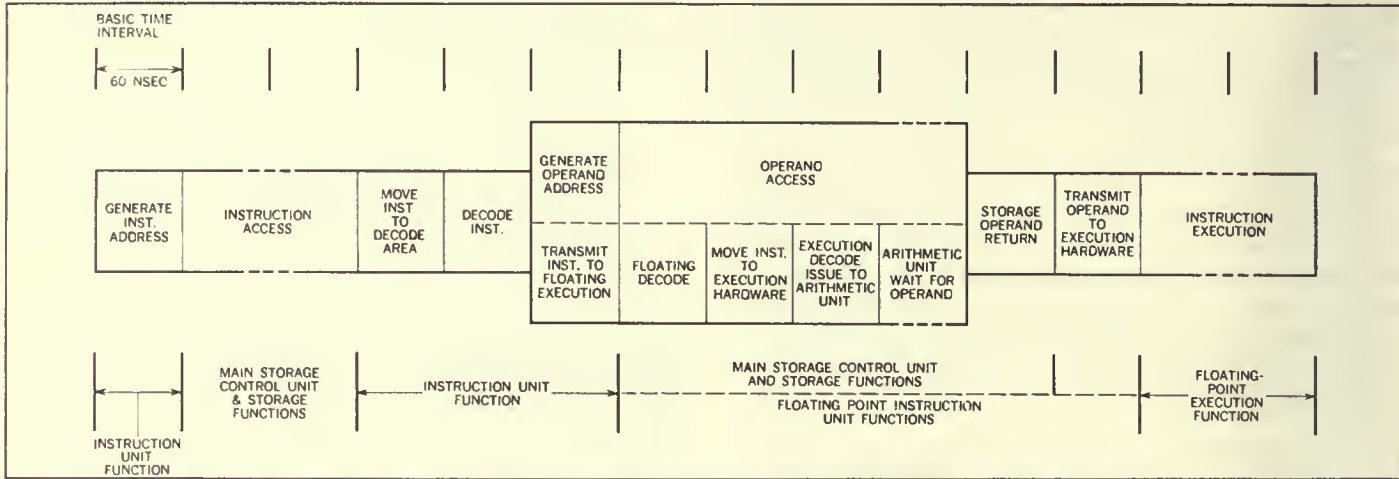 BASIC TIME
INTERVAL
60 NSEC
GENERATE
INST.
ADDRESS
INSTRUCTION
ACCESS
MOVE
INST
TO
DECODE
AREA
DECODE
INST.
GENERATE
OPERAND
ADDRESS
OPERAND
ACCESS
TRANSMIT
INST. TO
FLOATING
EXECUTION
FLOATING
DECODE
MOVE INST.
TO
EXECUTION
HARDWARE
EXECUTION
DECODE
ISSUE TO
ARITHMETIC
UNIT
ARITHMETIC
UNIT
WAIT FOR
OPERAND
STORAGE
OPERAND
RETURN
TRANSMIT
OPERAND
TO
EXECUTION
HARDWARE
INSTRUCTION
EXECUTION
INSTRUCTION
UNIT
FUNCTION
MAIN STORAGE
CONTROL UNIT
& STORAGE
FUNCTIONS
INSTRUCTION UNIT
FUNCTION
MAIN STORAGE CONTROL UNIT
AND STORAGE FUNCTIONS
FLOATING POINT INSTRUCTION
UNIT FUNCTIONS
FLOATING-
POINT
EXECUTION
FUNCTION